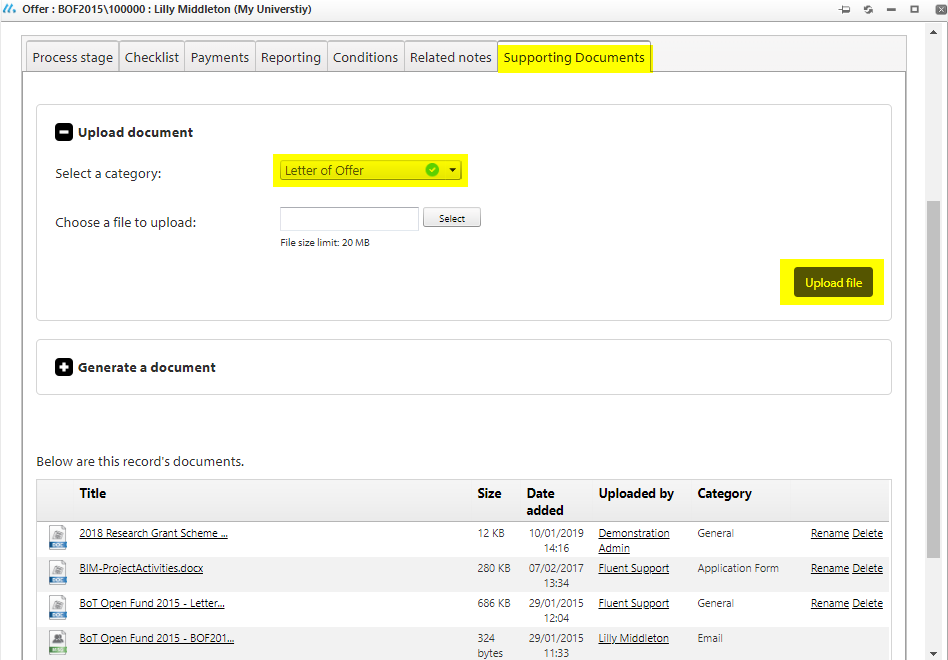 Offer : BOF2015\100000 : Lilly Middleton (My Universtiy)
Process stage Checklist Payments Reporting Conditions Related notes Supporting Documents
Upload document
Select a category: Letter of Offer
Choose a file to upload: Select
File size limit: 20 MB
Upload file
Generate a document
Below are this record's documents.
Title Size Date added Uploaded by Category
2018 Research Grant Scheme ... 12 KB 10/01/2019 14:16 Demonstration Admin General Rename Delete
BIM-ProjectActivities.docx 280 KB 07/02/2017 13:34 Fluent Support Application Form Rename Delete
BoT Open Fund 2015 - Letter... 686 KB 29/01/2015 12:04 Fluent Support General Rename Delete
BoT Open Fund 2015 - BOF201... 324 bytes 29/01/2015 11:33 Lilly Middleton Email